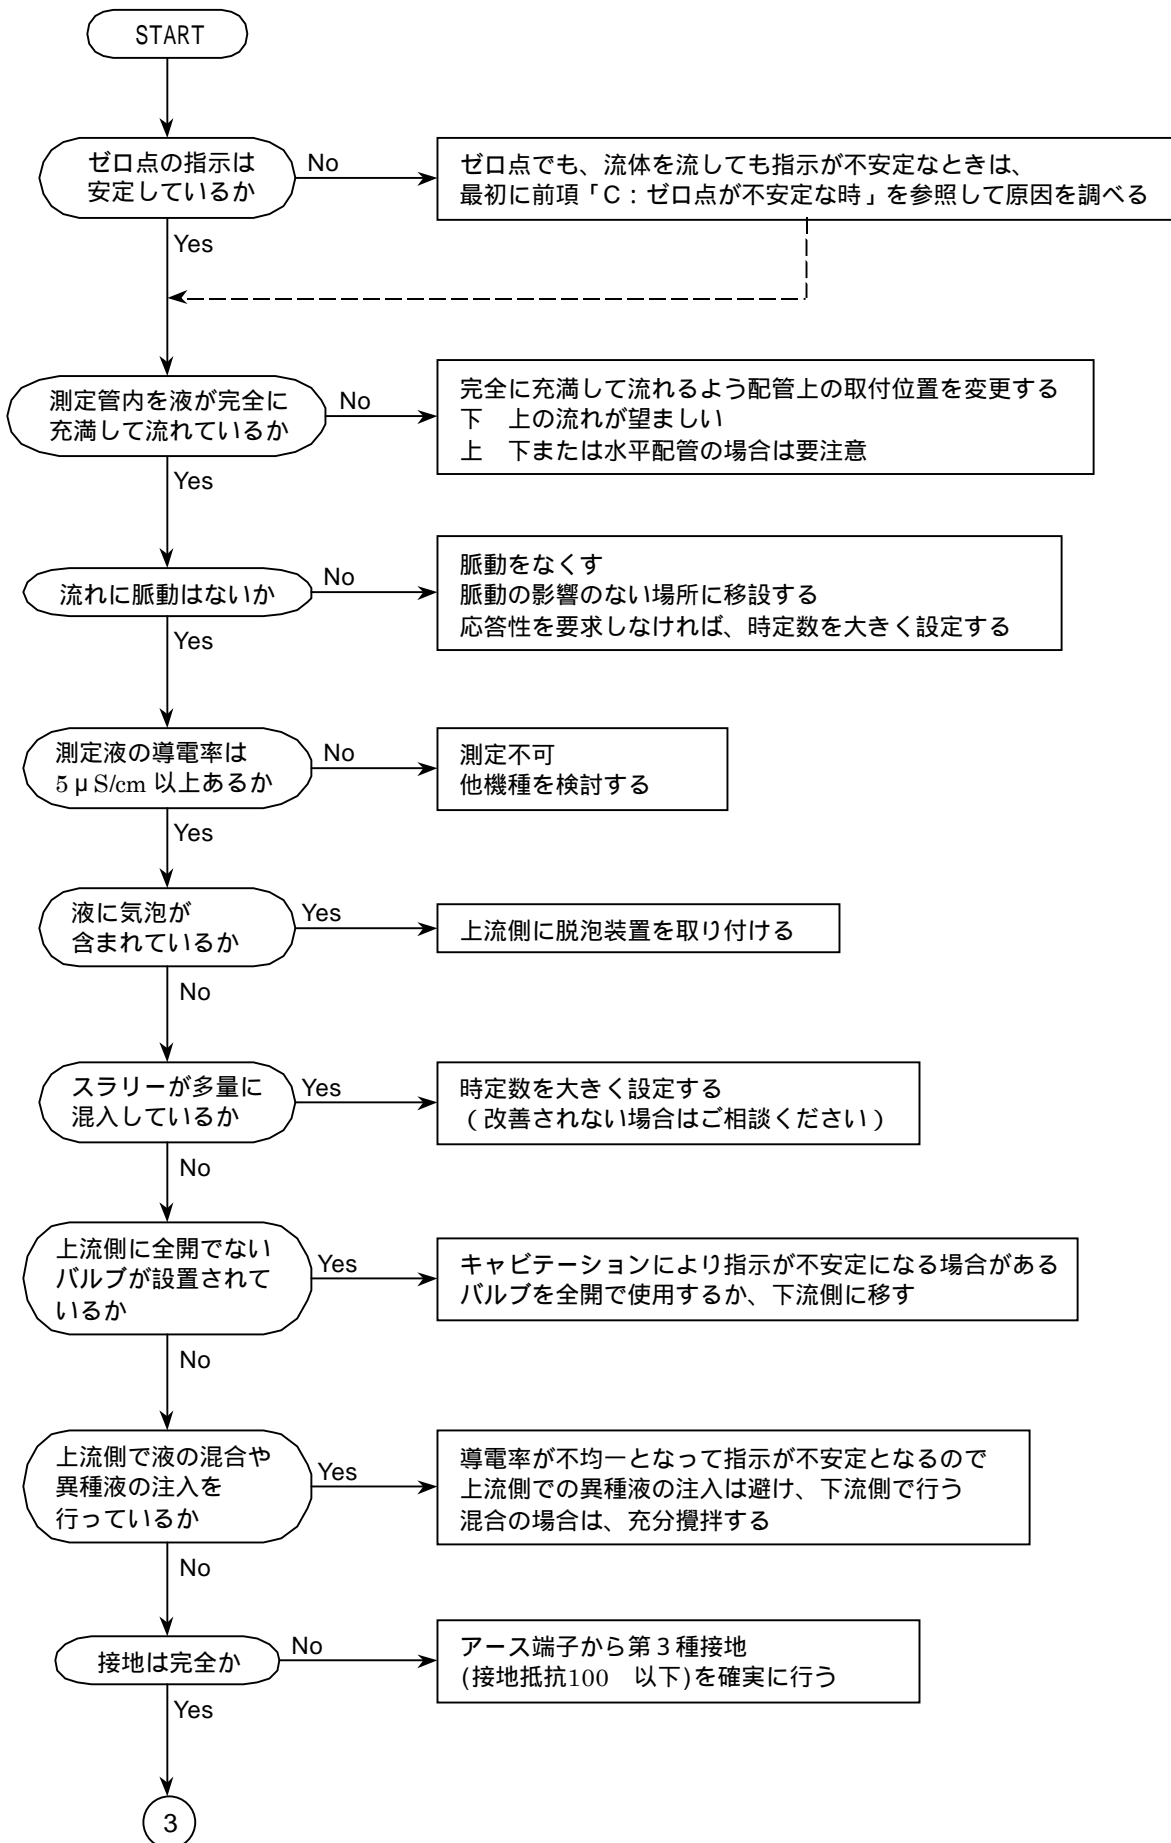 START
ゼロ点の指示は
安定しているか
No
ゼロ点でも、流体を流しても指示が不安定なときは、
最初に前項「C：ゼロ点が不安定な時」を参照して原因を調べる
Yes
測定管内を液が完全に
充満して流れているか
No
完全に充満して流れるよう配管上の取付位置を変更する
下　上の流れが望ましい
上　下または水平配管の場合は要注意
Yes
流れに脈動はないか
No
脈動をなくす
脈動の影響のない場所に移設する
応答性を要求しなければ、時定数を大きく設定する
Yes
測定液の導電率は
5μS/cm 以上あるか
No
測定不可
他機種を検討する
Yes
液に気泡が
含まれているか
Yes
上流側に脱泡装置を取り付ける
No
スラリーが多量に
混入しているか
Yes
時定数を大きく設定する
（改善されない場合はご相談ください）
No
上流側に全開でない
バルブが設置されて
いるか
Yes
キャビテーションにより指示が不安定になる場合がある
バルブを全開で使用するか、下流側に移す
No
上流側で液の混合や
異種液の注入を
行っているか
Yes
導電率が不均一となって指示が不安定となるので
上流側での異種液の注入は避け、下流側で行う
混合の場合は、充分攪拌する
No
接地は完全か
No
アース端子から第３種接地
(接地抵抗100　以下)を確実に行う
Yes
3